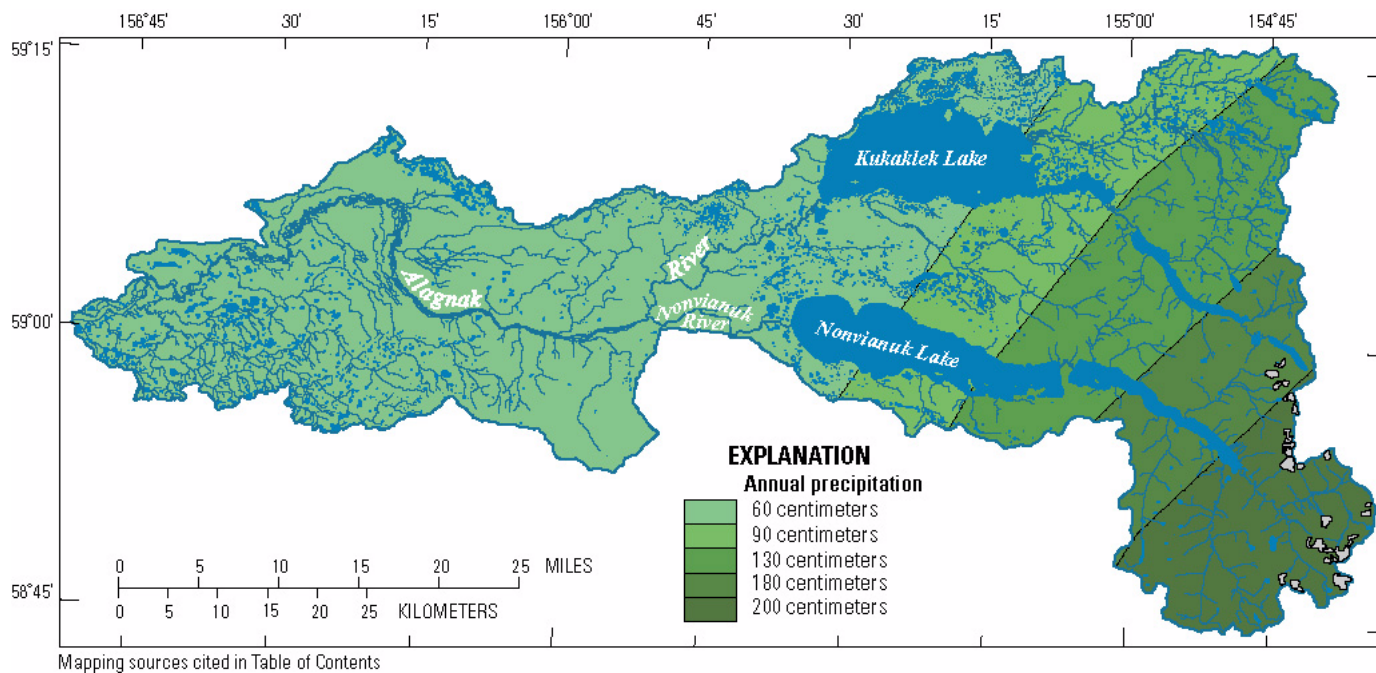 156°45' 30' 15' 156°00' 45' 30' 15' 155°00' 154°45'
59°15'
Kukaklek Lake
River
Alagnak
Nonvianuk
River
59°00'
Nonvianuk Lake
EXPLANATION
Annual precipitation
60 centimeters
90 centimeters
130 centimeters
180 centimeters
200 centimeters
0 5 10 15 20 25 MILES
58°45'
0 5 10 15 20 25 KILOMETERS
Mapping sources cited in Table of Contents